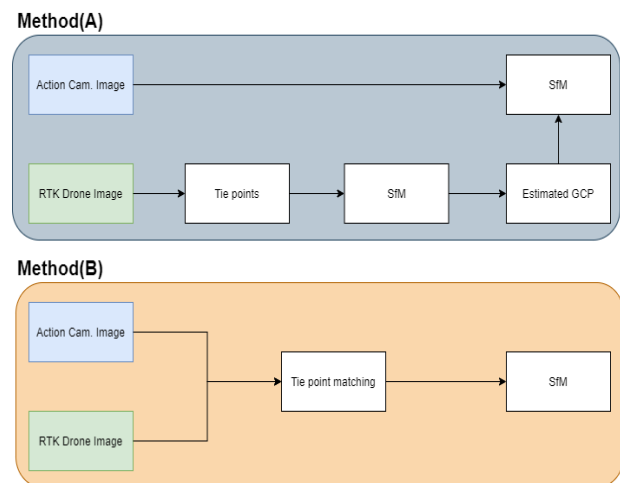 Method(A)
Action Cam. Image
SfM
RTK Drone Image
Tie points
SfM
Estimated GCP
Method(B)
Action Cam. Image
Tie point matching
SfM
RTK Drone Image